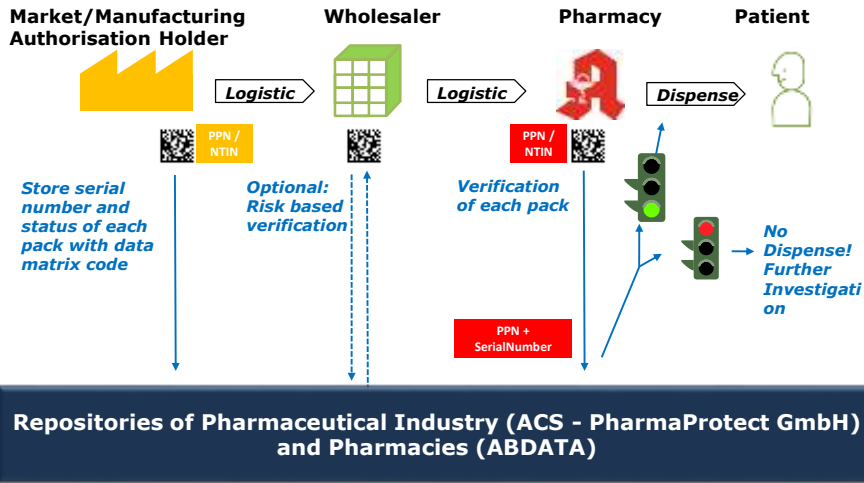 Market/Manufacturing
Authorisation Holder
Wholesaler
Pharmacy
Patient
Logistic
Logistic
Dispense
PPN /
NTIN
PPN /
NTIN
Store serial
number and
status of each
pack with data
matrix code
Optional:
Risk based
verification
Verification
of each pack
No
Dispense!
Further
Investigati
on
PPN +
SerialNumber
Repositories of Pharmaceutical Industry (ACS - PharmaProtect GmbH)
and Pharmacies (ABDATA)